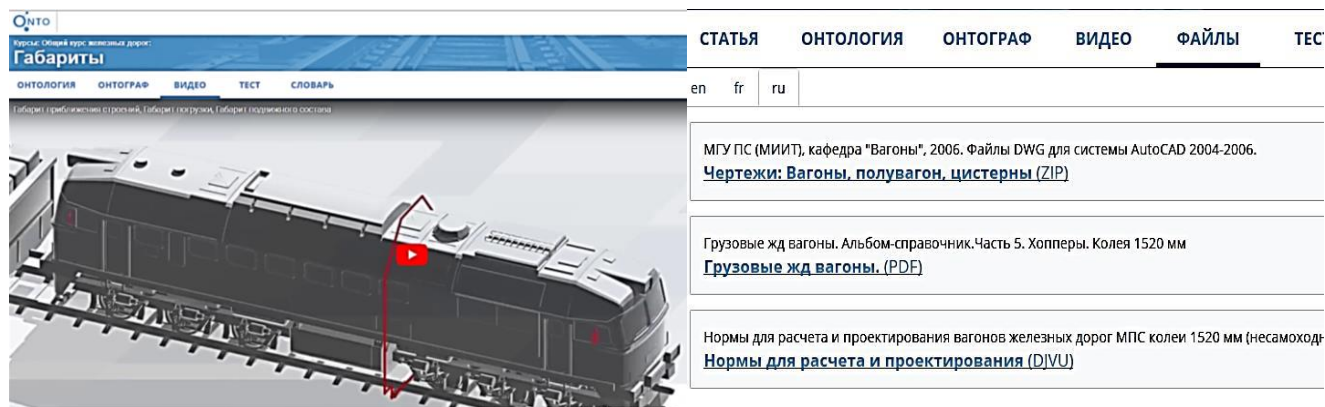 ONTO
Курсы: Общий курс железных дорог:
Габариты
ОНТОЛОГИЯ ОНТОГРАФ ВИДЕО ТЕСТ СЛОВАРЬ
Габарит приближения строений, Габарит погрузки, Габарит подвижного состава
СТАТЬЯ ОНТОЛОГИЯ ОНТОГРАФ ВИДЕО ФАЙЛЫ ТЕСТ
en fr ru
МГУ ПС (МИИТ), кафедра "Вагоны", 2006. Файлы DWG для системы AutoCAD 2004-2006.
Чертежи: Вагоны, полувагон, цистерны (ZIP)
Грузовые жд вагоны. Альбом-справочник.Часть 5. Хопперы. Колея 1520 мм
Грузовые жд вагоны. (PDF)
Нормы для расчета и проектирования вагонов железных дорог МПС колеи 1520 мм (несамоходн
Нормы для расчета и проектирования (DJVU)